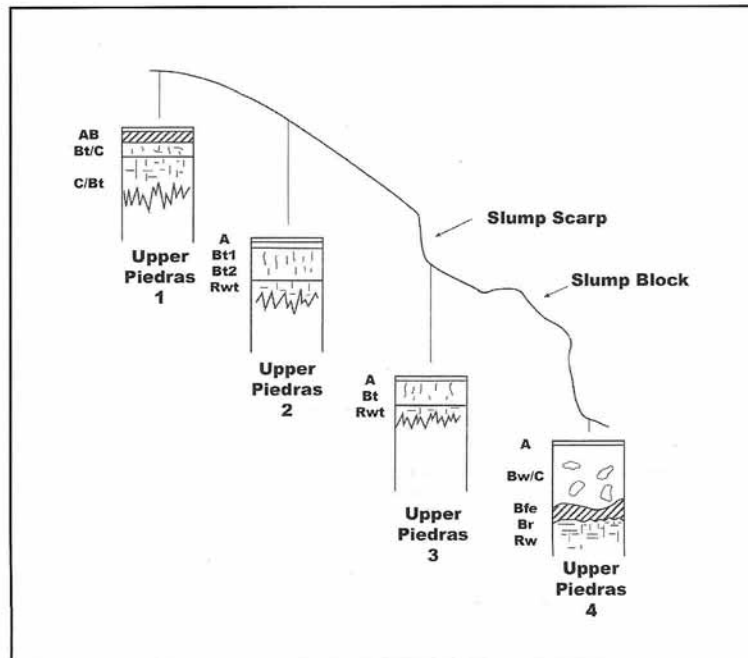 AB
Bt/C
C/Bt
Upper
Piedras
1
A
Bt1
Bt2
Rwt
Upper
Piedras
2
Slump Scarp
Slump Block
A
Bt
Rwt
Upper
Piedras
3
A
Bw/C
Bfe
Br
Rw
Upper
Piedras
4